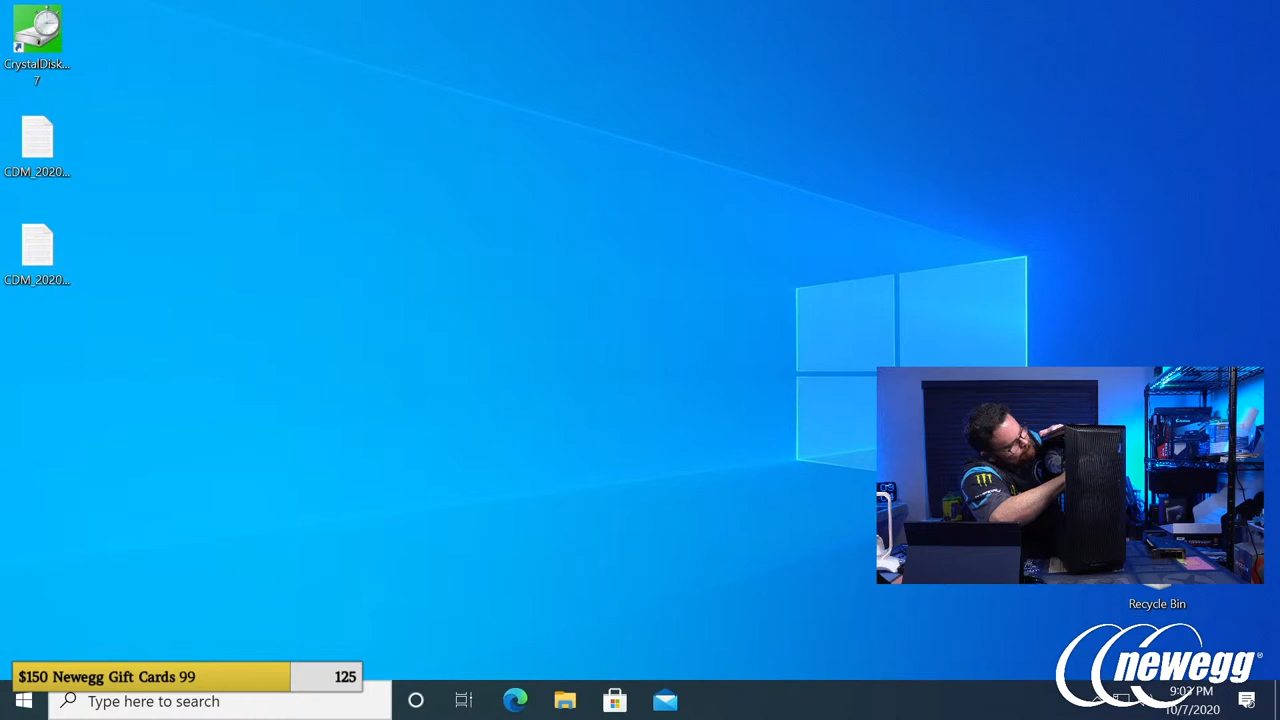 CrystalDisk...
7
CDM_2020...
CDM_2020...
Recycle Bin
newegg®
$150 Newegg Gift Cards 99
125
Type here to search
9:03 PM
10/7/2020